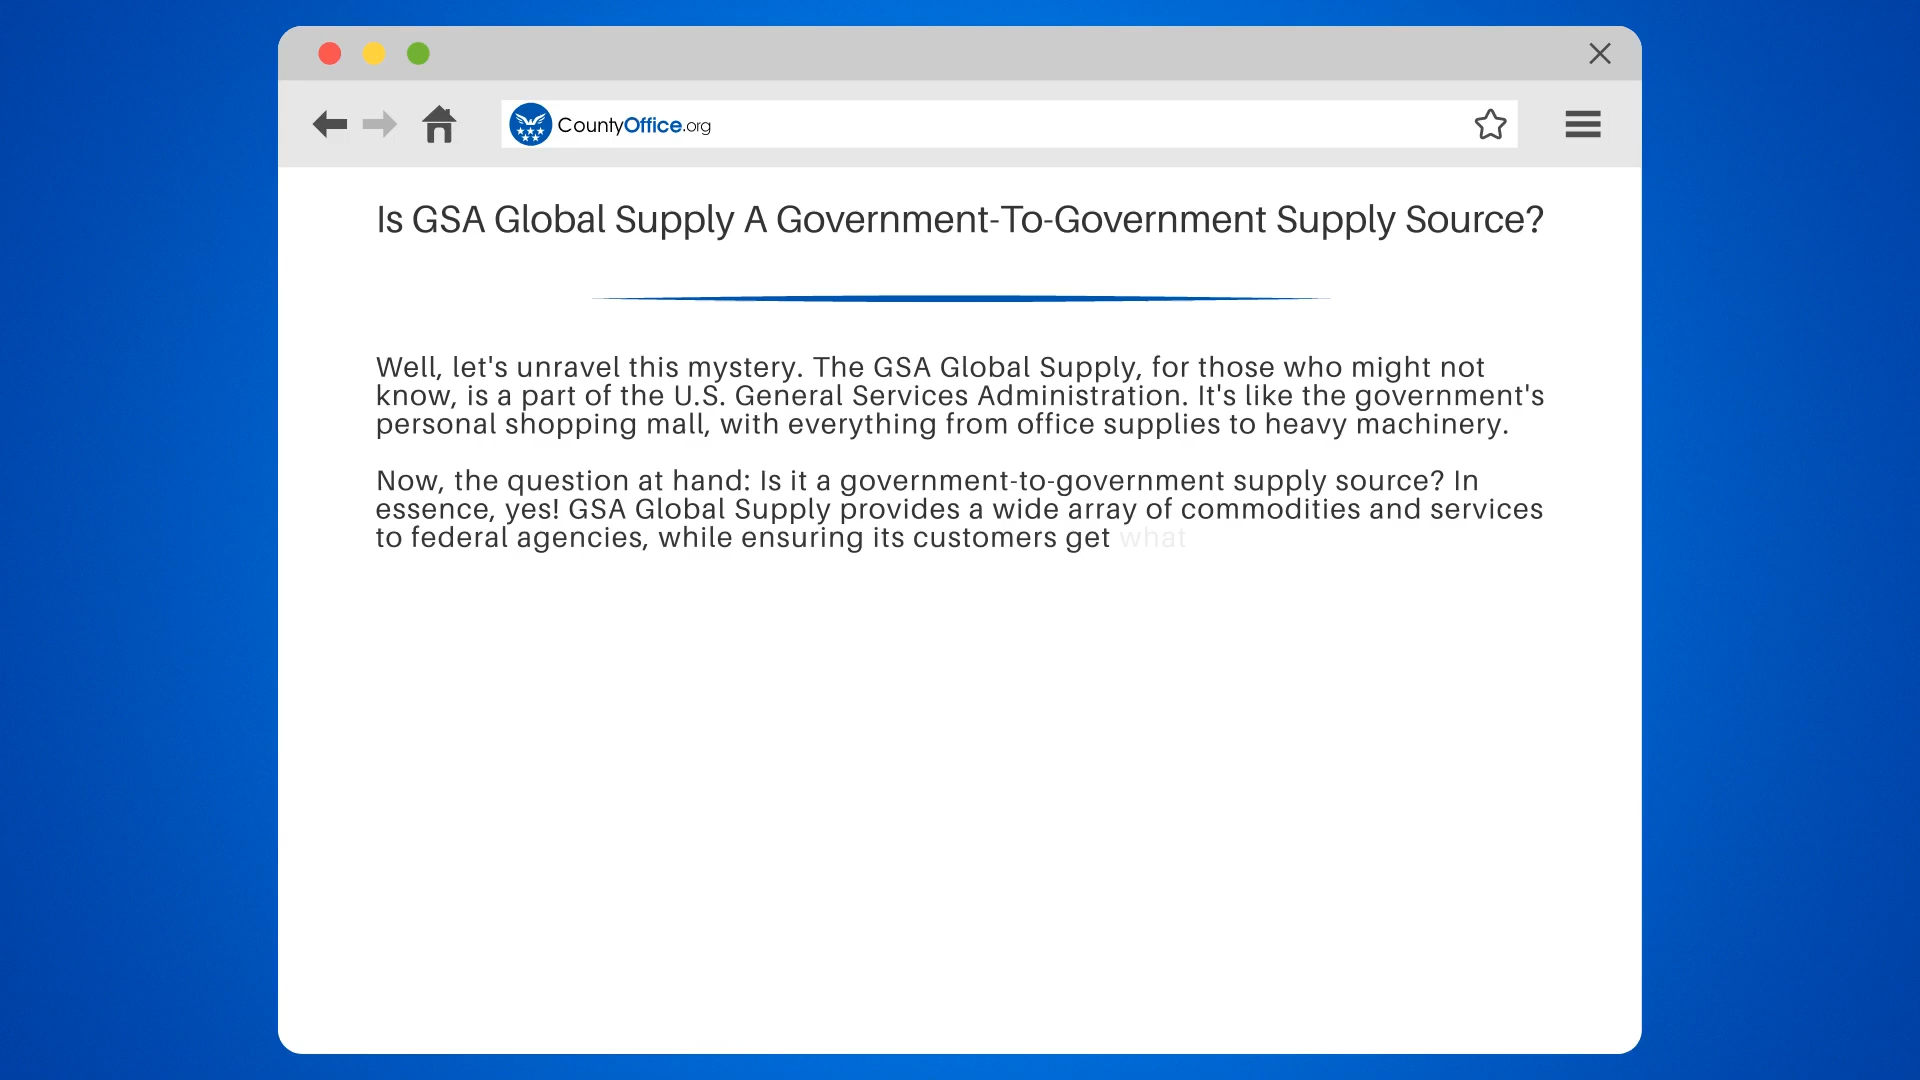 CountyOffice.org
Is GSA Global Supply A Government-To-Government Supply Source?
Well, let's unravel this mystery. The GSA Global Supply, for those who might not
know, is a part of the U.S. General Services Administration. It's like the government's
personal shopping mall, with everything from office supplies to heavy machinery.
Now, the question at hand: Is it a government-to-government supply source? In
essence, yes! GSA Global Supply provides a wide array of commodities and services
to federal agencies, while ensuring its customers get what